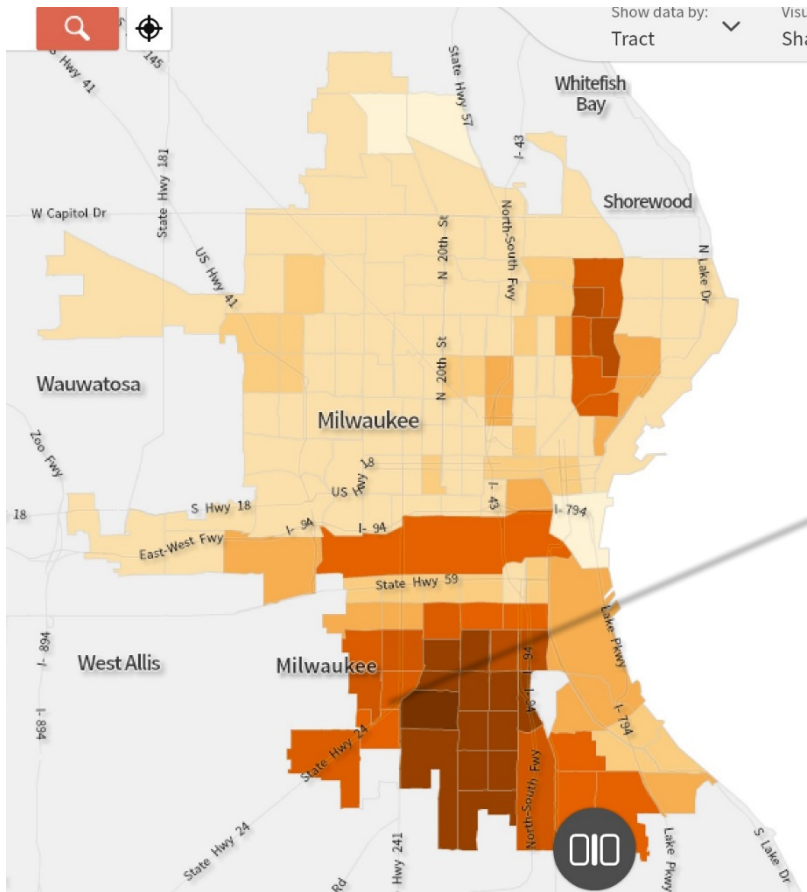 Show data by:
Tract
Visu
Sha
S Hwy 41
145
State Hwy 57
Whitefish
Bay
I-43
State Hwy 181
W Capitol Dr
Shorewood
US Hwy 41
N 20th St
North-South Fwy
N Lake Dr
Wauwatosa
N 20th St
Milwaukee
Zoo Fwy
US Hwy 18
18
S Hwy 18
I-43
I-794
I-94
I-94
East-West Fwy
State Hwy 59
Lake Pkwy
I-894
West Allis
Milwaukee
I-94
I-94
I-894
I-794
State Hwy 24
North-South Fwy
State Hwy 24
Rd
Hwy 241
Lake Pkwy
S Lake Dr